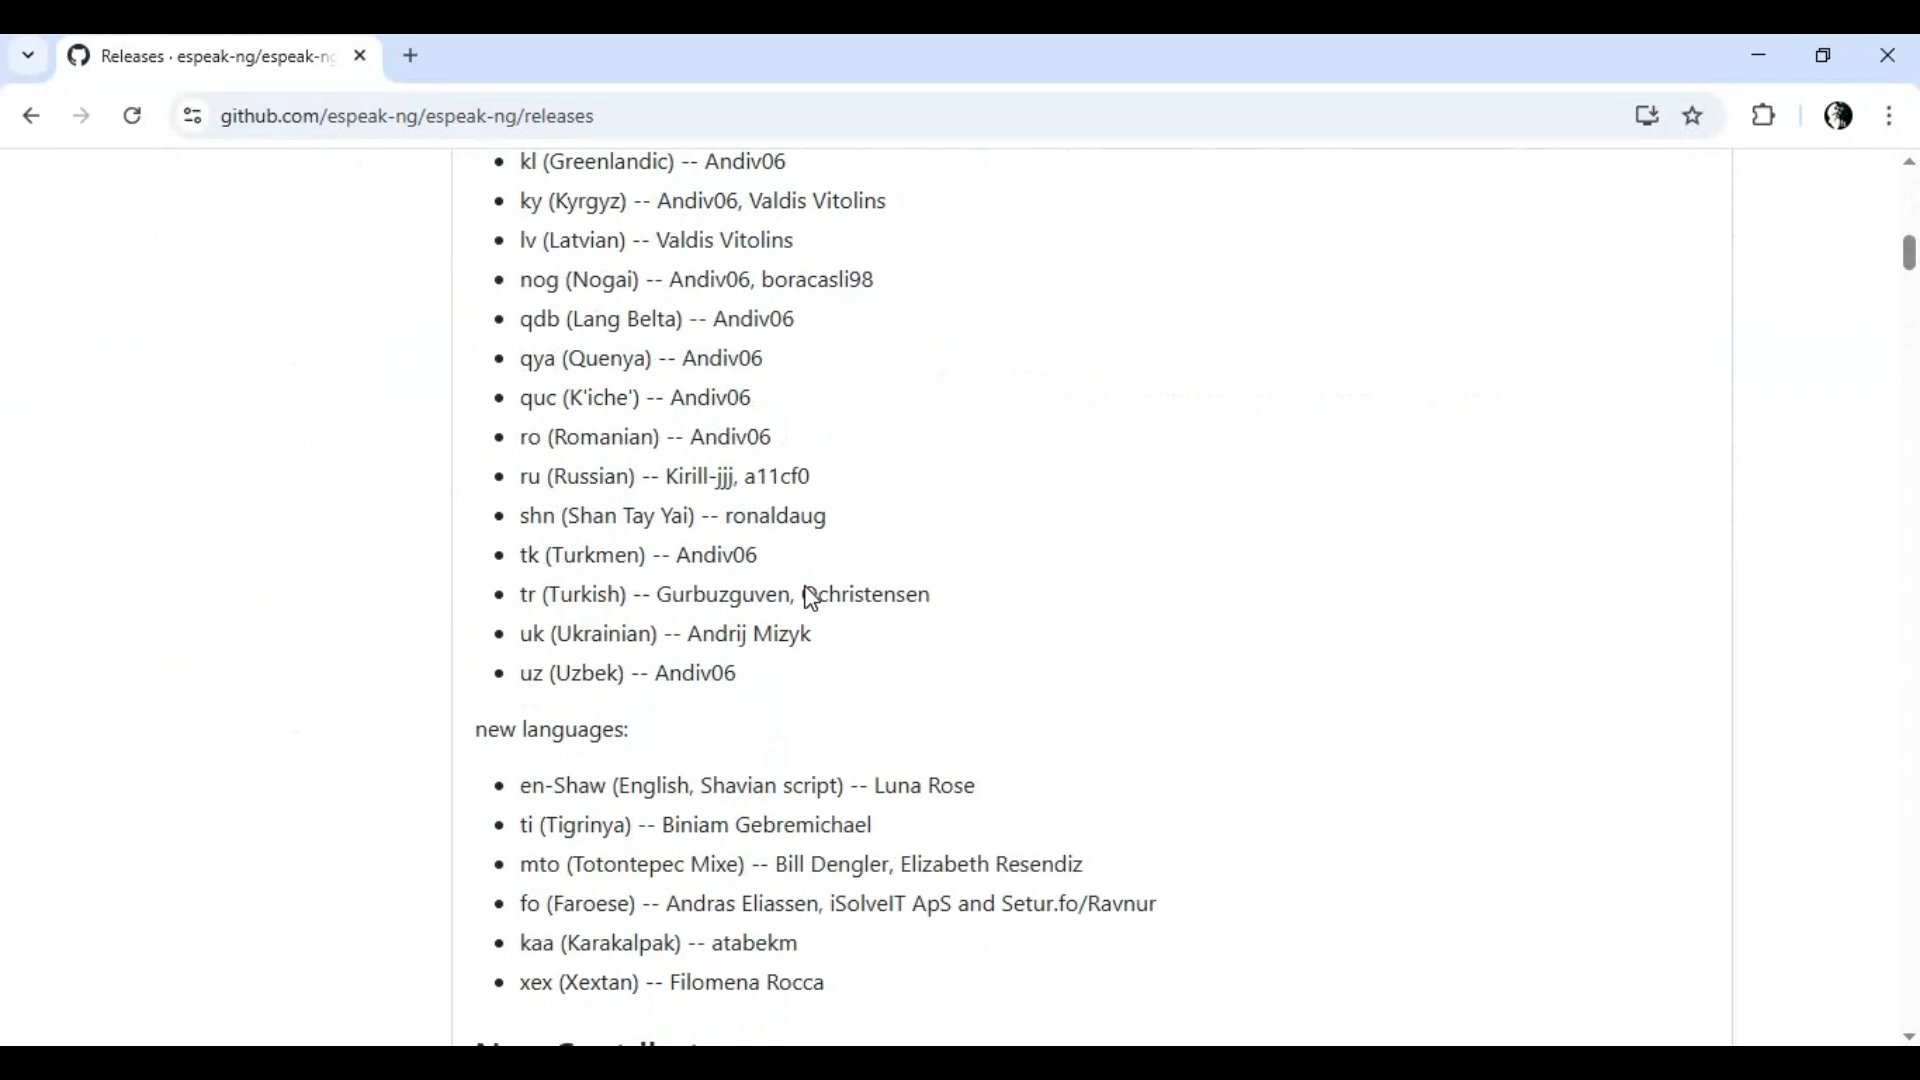 Releases · espeak-ng/espeak-ng
github.com/espeak-ng/espeak-ng/releases
kl (Greenlandic) -- Andiv06
ky (Kyrgyz) -- Andiv06, Valdis Vitolins
lv (Latvian) -- Valdis Vitolins
nog (Nogai) -- Andiv06, boracasli98
qdb (Lang Belta) -- Andiv06
qya (Quenya) -- Andiv06
quc (K'iche') -- Andiv06
ro (Romanian) -- Andiv06
ru (Russian) -- Kirill-jjj, a11cf0
shn (Shan Tay Yai) -- ronaldaug
tk (Turkmen) -- Andiv06
tr (Turkish) -- Gurbuzguven,
uk (Ukrainian) -- Andrij Mizyk
uz (Uzbek) -- Andiv06
new languages:
en-Shaw (English, Shavian script) -- Luna Rose
ti (Tigrinya) -- Biniam Gebremichael
mto (Totontepec Mixe) -- Bill Dengler, Elizabeth Resendiz
fo (Faroese) -- Andras Eliassen, iSolveIT ApS and Setur.fo/Ravnur
kaa (Karakalpak) -- atabekm
xex (Xextan) -- Filomena Rocca